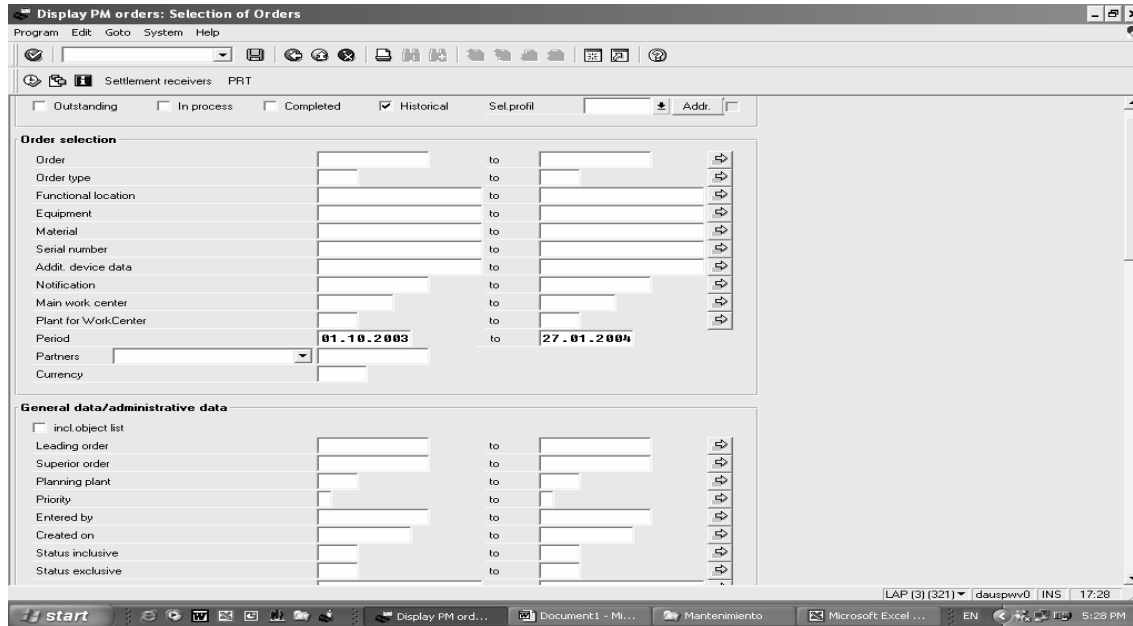 Display PM orders: Selection of Orders
Program Edit Goto System Help
Settlement receivers PRT
Outstanding In process Completed Historical Sel.profil Addr.
Order selection
Order to
Order type to
Functional location to
Equipment to
Material to
Serial number to
Addit. device data to
Notification to
Main work center to
Plant for WorkCenter to
Period 01.10.2003 to 27.01.2004
Partners
Currency
General data/administrative data
incl.object list
Leading order to
Superior order to
Planning plant to
Priority to
Entered by to
Created on to
Status inclusive to
Status exclusive to
LAP (3) (321) dauspwv0 INS 17:28
start Display PM ord... Document1 - Mi... Mantenimiento Microsoft Excel ... EN 5:28 PM